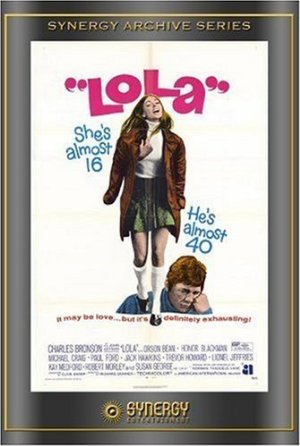 SYNERGY ARCHIVE SERIES
"LOLA"
She's
almost
16
He's
almost
40
It may be love...but it's definitely exhausting!
CHARLES BRONSON
"LOLA" ORSON BEAN · HONOR BLACKMAN
MICHAEL CRAIG · PAUL FORD · JACK HAWKINS · TREVOR HOWARD · LIONEL JEFFRIES
KAY MEDFORD · ROBERT MORLEY and SUSAN GEORGE
TECHNICOLOR
SYNERGY
ENTERTAINMENT